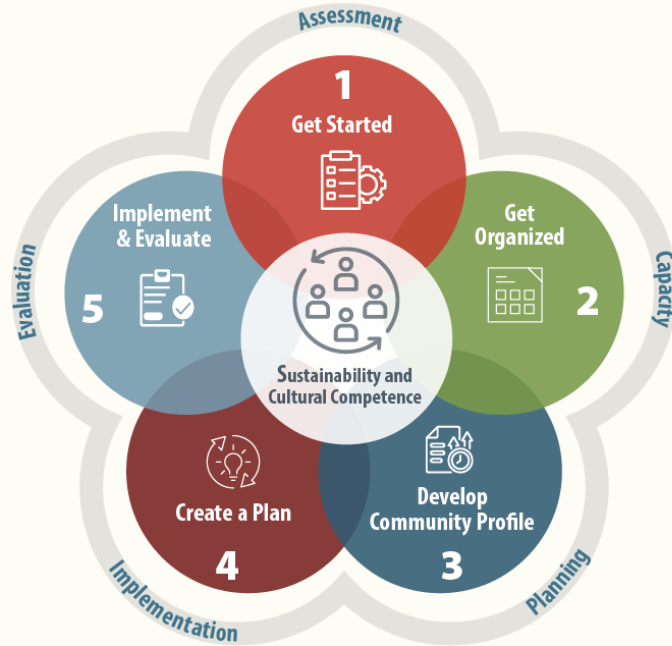 Assessment
1
Get Started
Get
Organized
2
Capacity
Develop
Community Profile
3
Planning
Create a Plan
4
Implementation
Implement
& Evaluate
5
Evaluation
Sustainability and
Cultural Competence